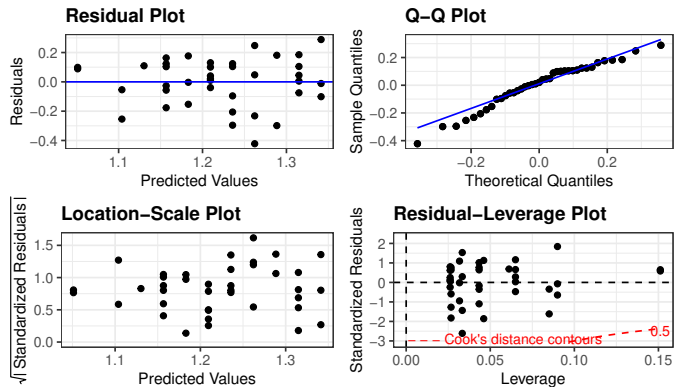 Residual Plot
Residuals
0.2
0.0
−0.2
−0.4
1.1 1.2 1.3
Predicted Values
Q−Q Plot
Sample Quantiles
0.2
0.0
−0.2
−0.4
−0.2 0.0 0.2
Theoretical Quantiles
Location−Scale Plot
√| Standardized Residuals |
1.5
1.0
0.5
0.0
1.1 1.2 1.3
Predicted Values
Residual−Leverage Plot
Standardized Residuals
2
1
0
−1
−2
−3
0.5
Cook's distance contours
0.00 0.05 0.10 0.15
Leverage